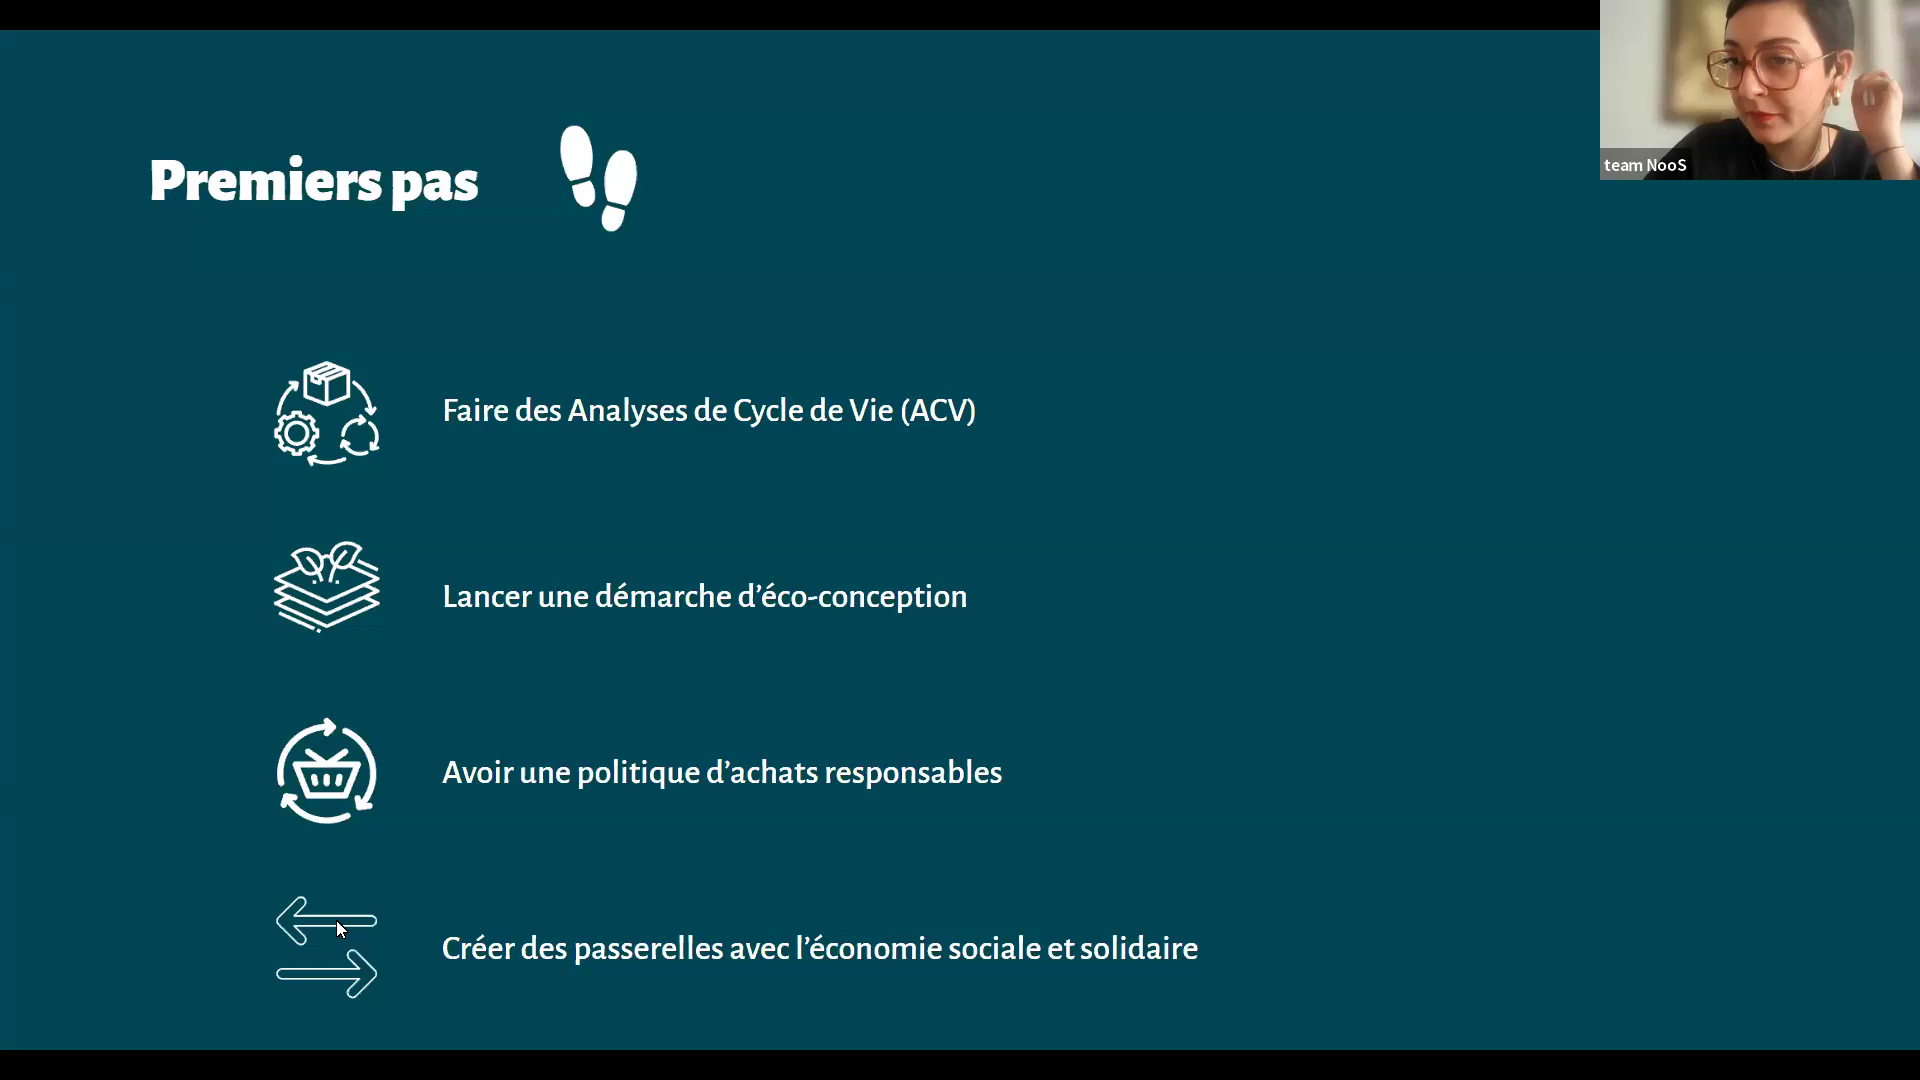 Premiers pas
team NooS
Faire des Analyses de Cycle de Vie (ACV)
Lancer une démarche d’éco-conception
Avoir une politique d’achats responsables
Créer des passerelles avec l’économie sociale et solidaire